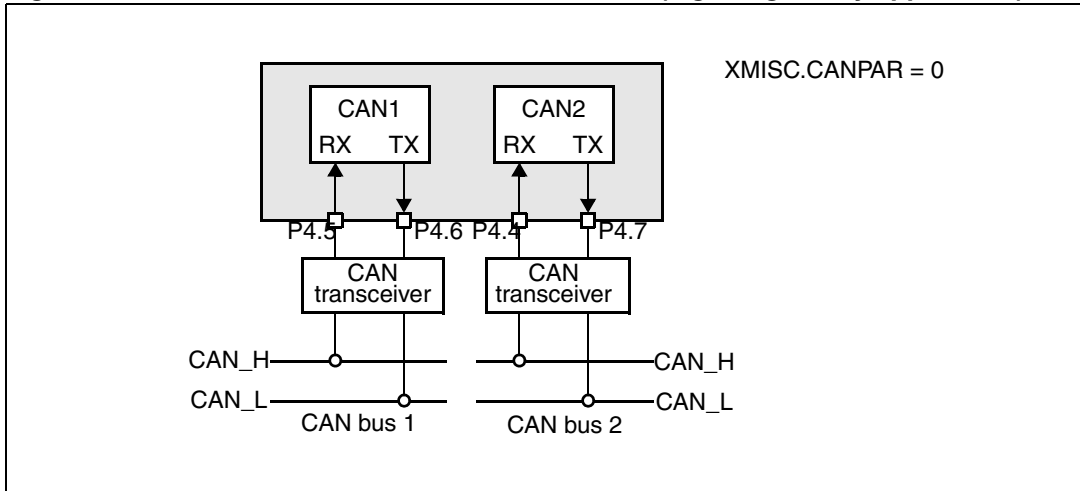 XMISC.CANPAR = 0
CAN1
CAN2
RX TX
RX TX
P4.5
P4.6
P4.4
P4.7
CAN
transceiver
CAN
transceiver
CAN_H
CAN_H
CAN_L
CAN_L
CAN bus 1
CAN bus 2